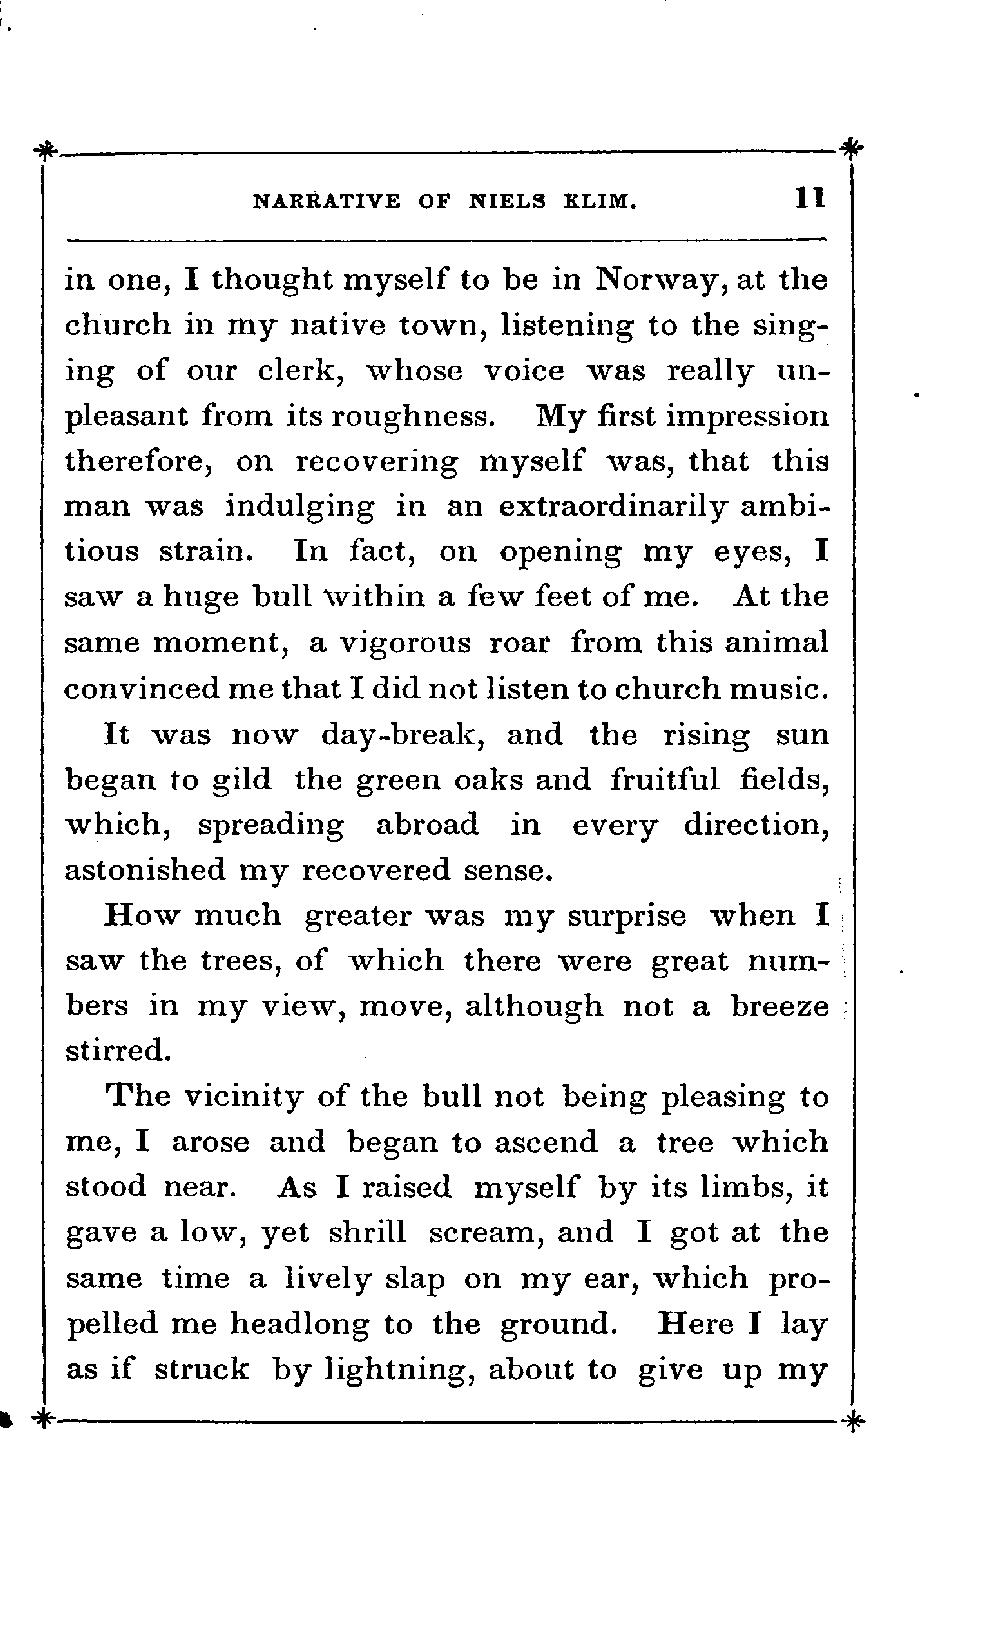 NARRATIVE OF NIELS KLIM. 11
in one, I thought myself to be in Norway, at the
church in my native town, listening to the sing-
ing of our clerk, whose voice was really un-
pleasant from its roughness. My first impression
therefore, on recovering myself was, that this
man was indulging in an extraordinarily ambi-
tious strain. In fact, on opening my eyes, I
saw a huge bull within a few feet of me. At the
same moment, a vigorous roar from this animal
convinced me that I did not listen to church music.
It was now day-break, and the rising sun
began to gild the green oaks and fruitful fields,
which, spreading abroad in every direction,
astonished my recovered sense.
How much greater was my surprise when I
saw the trees, of which there were great num-
bers in my view, move, although not a breeze
stirred.
The vicinity of the bull not being pleasing to
me, I arose and began to ascend a tree which
stood near. As I raised myself by its limbs, it
gave a low, yet shrill scream, and I got at the
same time a lively slap on my ear, which pro-
pelled me headlong to the ground. Here I lay
as if struck by lightning, about to give up my